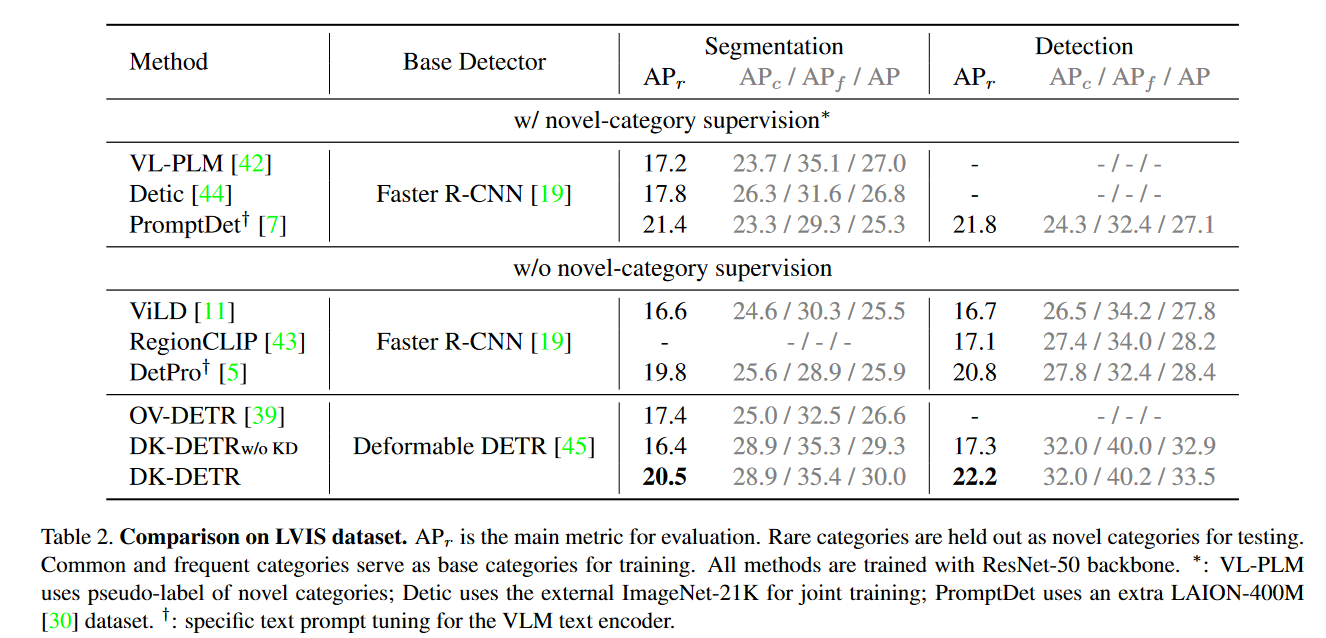 Method Base Detector Segmentation Detection
APr APc / APf / AP APr APc / APf / AP
w/ novel-category supervision*
VL-PLM [42] 17.2 23.7 / 35.1 / 27.0 - - / - / -
Detic [44] Faster R-CNN [19] 17.8 26.3 / 31.6 / 26.8 - - / - / -
PromptDet† [7] 21.4 23.3 / 29.3 / 25.3 21.8 24.3 / 32.4 / 27.1
w/o novel-category supervision
ViLD [11] 16.6 24.6 / 30.3 / 25.5 16.7 26.5 / 34.2 / 27.8
RegionCLIP [43] Faster R-CNN [19] - - / - / - 17.1 27.4 / 34.0 / 28.2
DetPro† [5] 19.8 25.6 / 28.9 / 25.9 20.8 27.8 / 32.4 / 28.4
OV-DETR [39] 17.4 25.0 / 32.5 / 26.6 - - / - / -
DK-DETRw/o KD Deformable DETR [45] 16.4 28.9 / 35.3 / 29.3 17.3 32.0 / 40.0 / 32.9
DK-DETR 20.5 28.9 / 35.4 / 30.0 22.2 32.0 / 40.2 / 33.5
Table 2. Comparison on LVIS dataset. APr is the main metric for evaluation. Rare categories are held out as novel categories for testing.
Common and frequent categories serve as base categories for training. All methods are trained with ResNet-50 backbone. *: VL-PLM
uses pseudo-label of novel categories; Detic uses the external ImageNet-21K for joint training; PromptDet uses an extra LAION-400M
[30] dataset. †: specific text prompt tuning for the VLM text encoder.